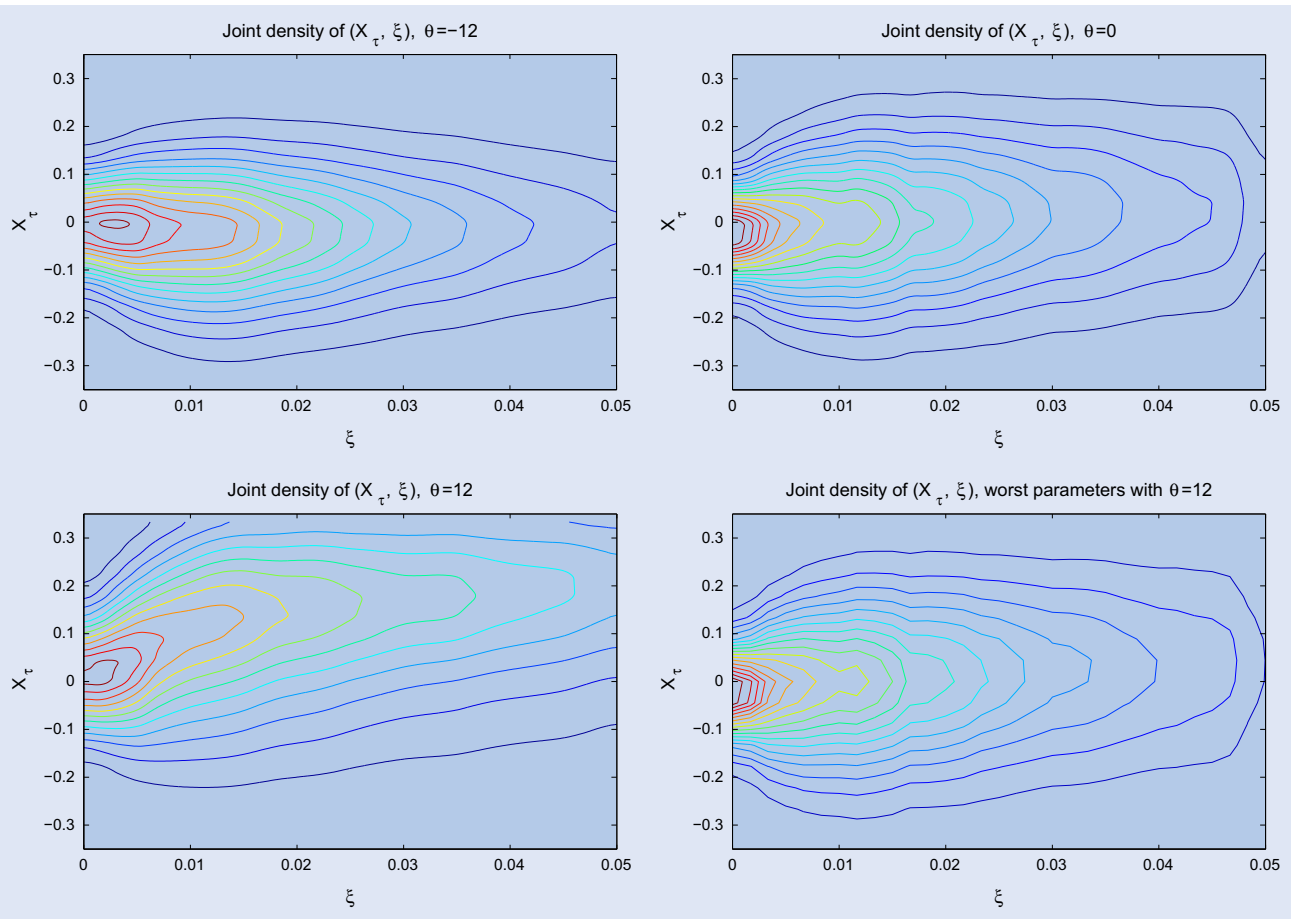 Joint density of (X τ, ξ), θ=−12
0.3
0.2
0.1
0
−0.1
−0.2
−0.3
X τ
0 0.01 0.02 0.03 0.04 0.05
ξ
Joint density of (X τ, ξ), θ=0
0.3
0.2
0.1
0
−0.1
−0.2
−0.3
X τ
0 0.01 0.02 0.03 0.04 0.05
ξ
Joint density of (X τ, ξ), θ=12
0.3
0.2
0.1
0
−0.1
−0.2
−0.3
X τ
0 0.01 0.02 0.03 0.04 0.05
ξ
Joint density of (X τ, ξ), worst parameters with θ=12
0.3
0.2
0.1
0
−0.1
−0.2
−0.3
X τ
0 0.01 0.02 0.03 0.04 0.05
ξ